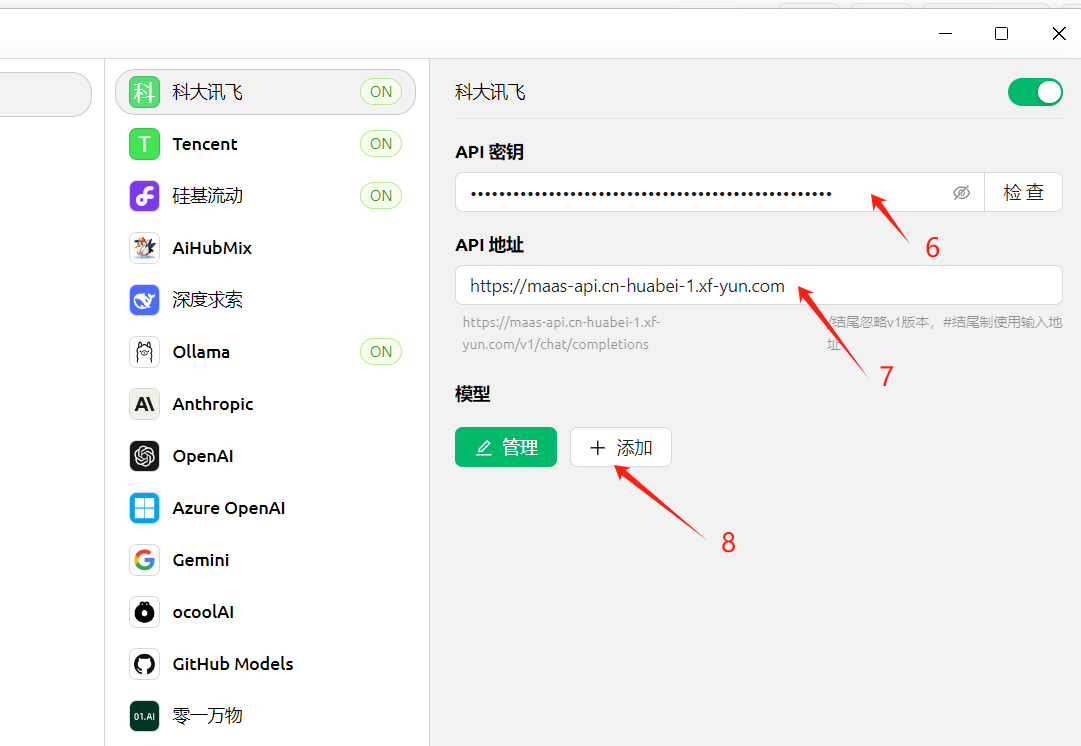 科 科大讯飞 ON
T Tencent ON
硅基流动 ON
AiHubMix
深度求索
Ollama ON
A\ Anthropic
OpenAI
Azure OpenAI
Gemini
ocoolAI
GitHub Models
01.AI 零一万物
科大讯飞
API 密钥
•••••••••••••••••••••••••••••••••••••••••••••••••••• 检 查
6
API 地址
https://maas-api.cn-huabei-1.xf-yun.com
https://maas-api.cn-huabei-1.xf-
yun.com/v1/chat/completions
/结尾忽略v1版本，#结尾制使用输入地
址
7
模型
管理
添加
8